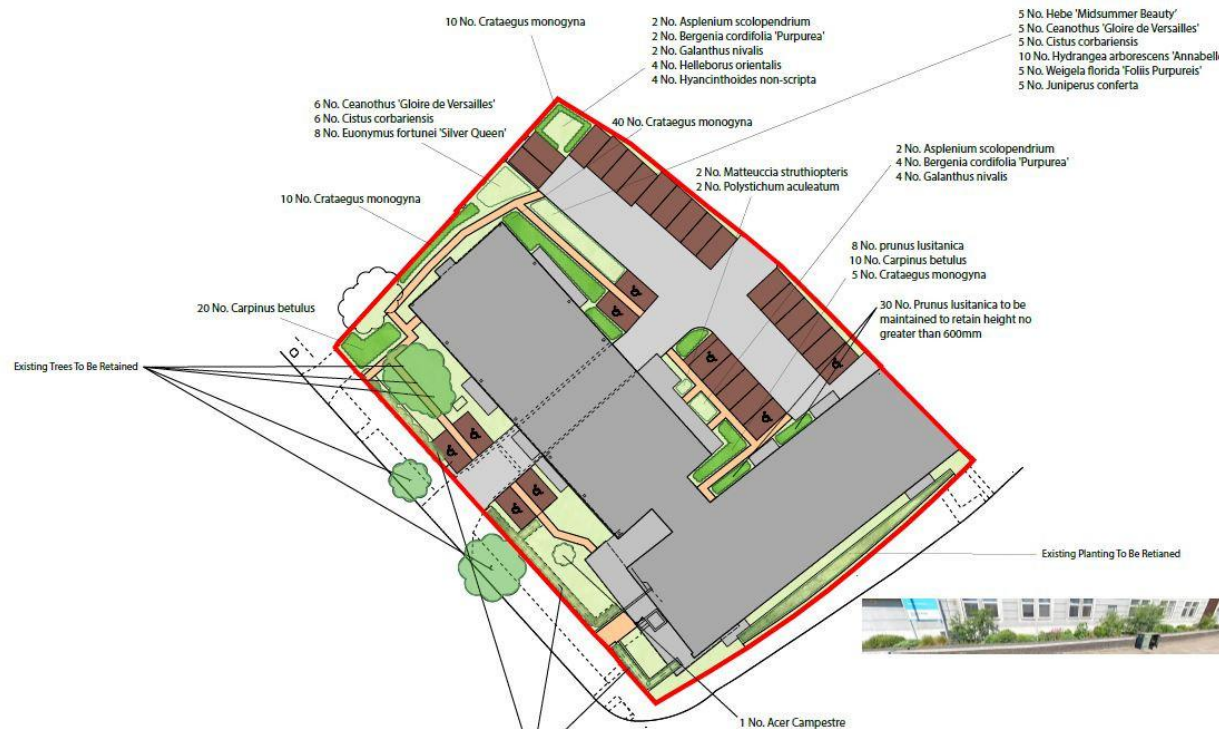 10 No. Crataegus monogyna
2 No. Asplenium scolopendrium
2 No. Bergenia cordifolia 'Purpurea'
2 No. Galanthus nivalis
4 No. Helleborus orientalis
4 No. Hyancinthoides non-scripta
5 No. Hebe 'Midsummer Beauty'
5 No. Ceanothus 'Gloire de Versailles'
5 No. Cistus corbariensis
10 No. Hydrangea arborescens 'Annabelle
5 No. Weigela florida 'Foliis Purpureis'
5 No. Juniperus conferta
6 No. Ceanothus 'Gloire de Versailles'
6 No. Cistus corbariensis
8 No. Euonymus fortunei 'Silver Queen'
40 No. Crataegus monogyna
2 No. Asplenium scolopendrium
4 No. Bergenia cordifolia 'Purpurea'
4 No. Galanthus nivalis
2 No. Matteuccia struthiopteris
2 No. Polystichum aculeatum
10 No. Crataegus monogyna
8 No. prunus lusitanica
10 No. Carpinus betulus
5 No. Crataegus monogyna
20 No. Carpinus betulus
30 No. Prunus lusitanica to be
maintained to retain height no
greater than 600mm
Existing Trees To Be Retained
Existing Planting To Be Retianed
1 No. Acer Campestre